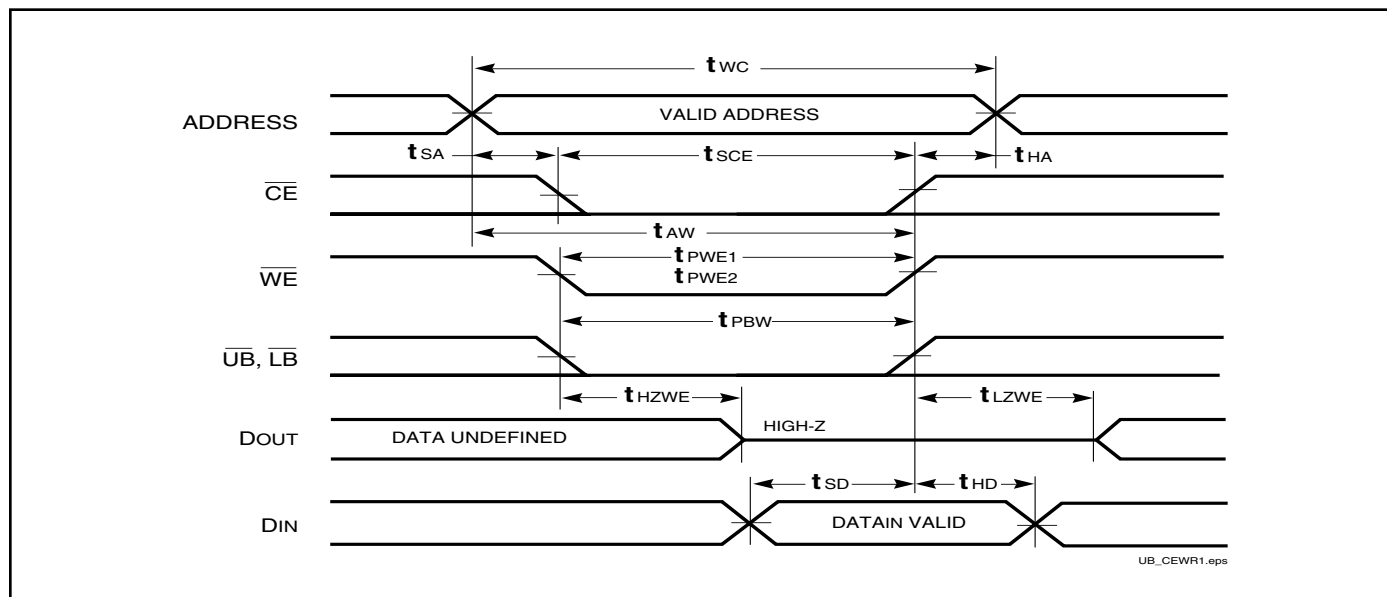 tWC
ADDRESS
VALID ADDRESS
tSA
tSCE
tHA
CE
tAW
tPWE1
WE
tPWE2
tPBW
UB, LB
tHZWE
tLZWE
HIGH-Z
DOUT
DATA UNDEFINED
tSD
tHD
DIN
DATAIN VALID
UB_CEWR1.eps